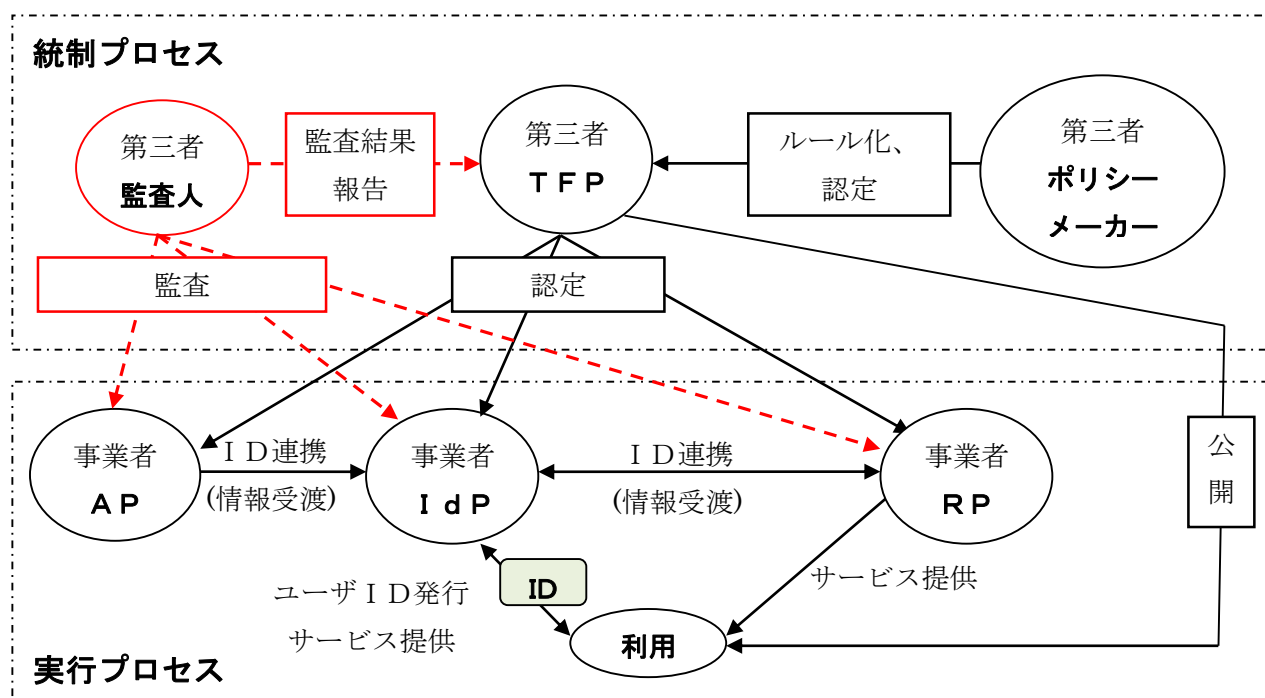 統制プロセス
第三者
監査人
監査結果
報告
第三者
ＴＦＰ
ルール化、
認定
第三者
ポリシー
メーカー
監査
認定
事業者
ＡＰ
ＩＤ連携
(情報受渡)
事業者
ＩｄＰ
ＩＤ連携
(情報受渡)
事業者
ＲＰ
公
開
ユーザＩＤ発行
サービス提供
ID
サービス提供
利用
実行プロセス